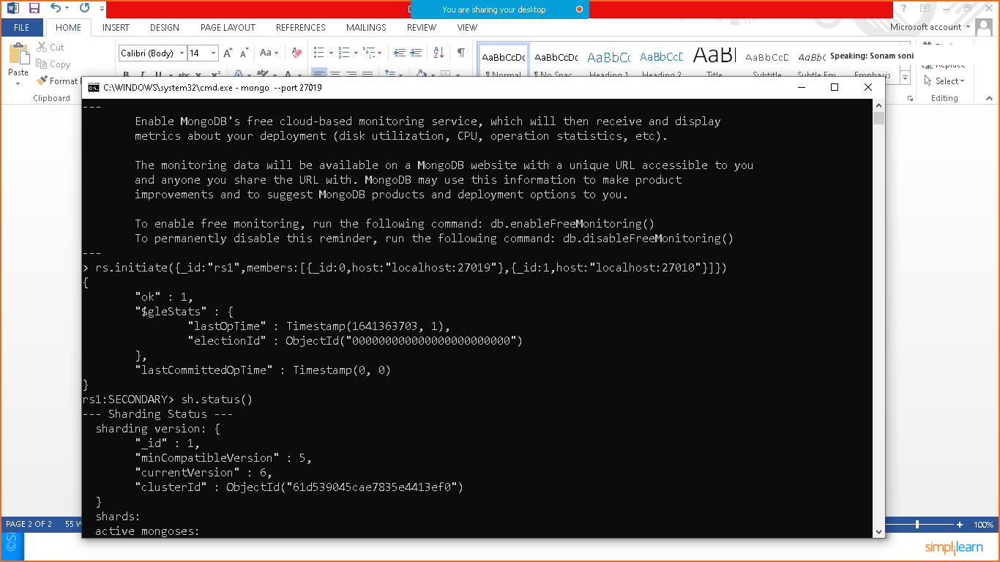 You are sharing your desktop
FILE HOME INSERT DESIGN PAGE LAYOUT REFERENCES MAILINGS REVIEW VIEW Microsoft account
Cut
Copy
Format
Paste
Clipboard
Calibri (Body) 14
AaBbCcDc AaBbCcDc AaBbCc AaBbCcE AaBl AaBbCcD AaBbCc
¶ Normal ¶ No Spac... Heading 1 Heading 2 Title Subtitle Subtle Em... Emphasis
Speaking: Sonam soni
Replace
Select
Editing
C:\WINDOWS\system32\cmd.exe - mongo --port 27019
---
Enable MongoDB's free cloud-based monitoring service, which will then receive and display
metrics about your deployment (disk utilization, CPU, operation statistics, etc).
The monitoring data will be available on a MongoDB website with a unique URL accessible to you
and anyone you share the URL with. MongoDB may use this information to make product
improvements and to suggest MongoDB products and deployment options to you.
To enable free monitoring, run the following command: db.enableFreeMonitoring()
To permanently disable this reminder, run the following command: db.disableFreeMonitoring()
---
> rs.initiate({_id:"rs1",members:[{_id:0,host:"localhost:27019"},{_id:1,host:"localhost:27010"}]})
{
"ok" : 1,
"$gleStats" : {
"lastOpTime" : Timestamp(1641363703, 1),
"electionId" : ObjectId("000000000000000000000000")
},
"lastCommittedOpTime" : Timestamp(0, 0)
}
rs1:SECONDARY> sh.status()
--- Sharding Status ---
sharding version: {
"_id" : 1,
"minCompatibleVersion" : 5,
"currentVersion" : 6,
"clusterId" : ObjectId("61d539045cae7835e4413ef0")
}
shards:
active mongoses:
PAGE 2 OF 2 55 W
100%
simplilearn